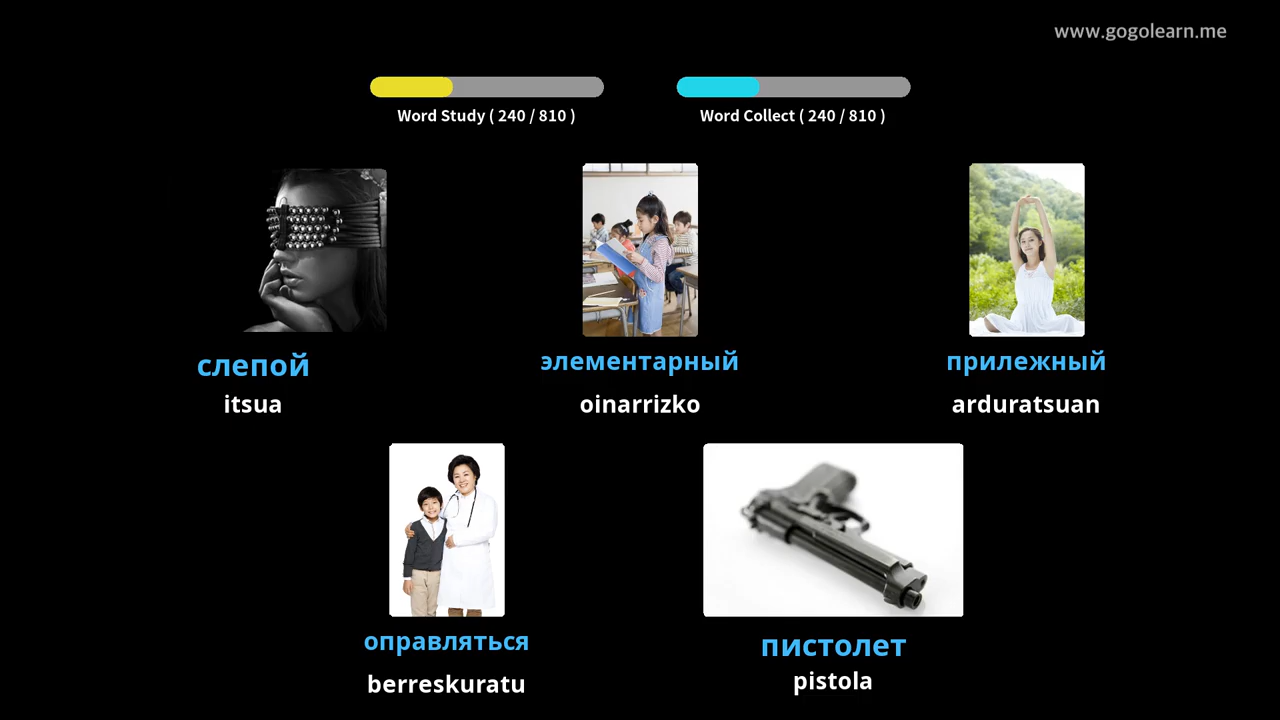 www.gogolearn.me
Word Study ( 240 / 810 )
Word Collect ( 240 / 810 )
слепой
itsua
элементарный
oinarrizko
прилежный
arduratsuan
оправляться
berreskuratu
пистолет
pistola